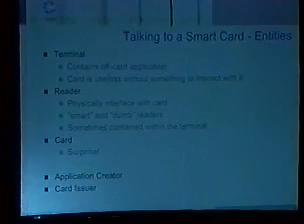 Talking to a Smart Card - Entities
Terminal
Contains off-card application
Card is useless without something to interact with it
Reader
Physically interface with card
"smart" and "dumb" readers
Sometimes contained within the terminal
Card
Surprise!
Application Creator
Card Issuer